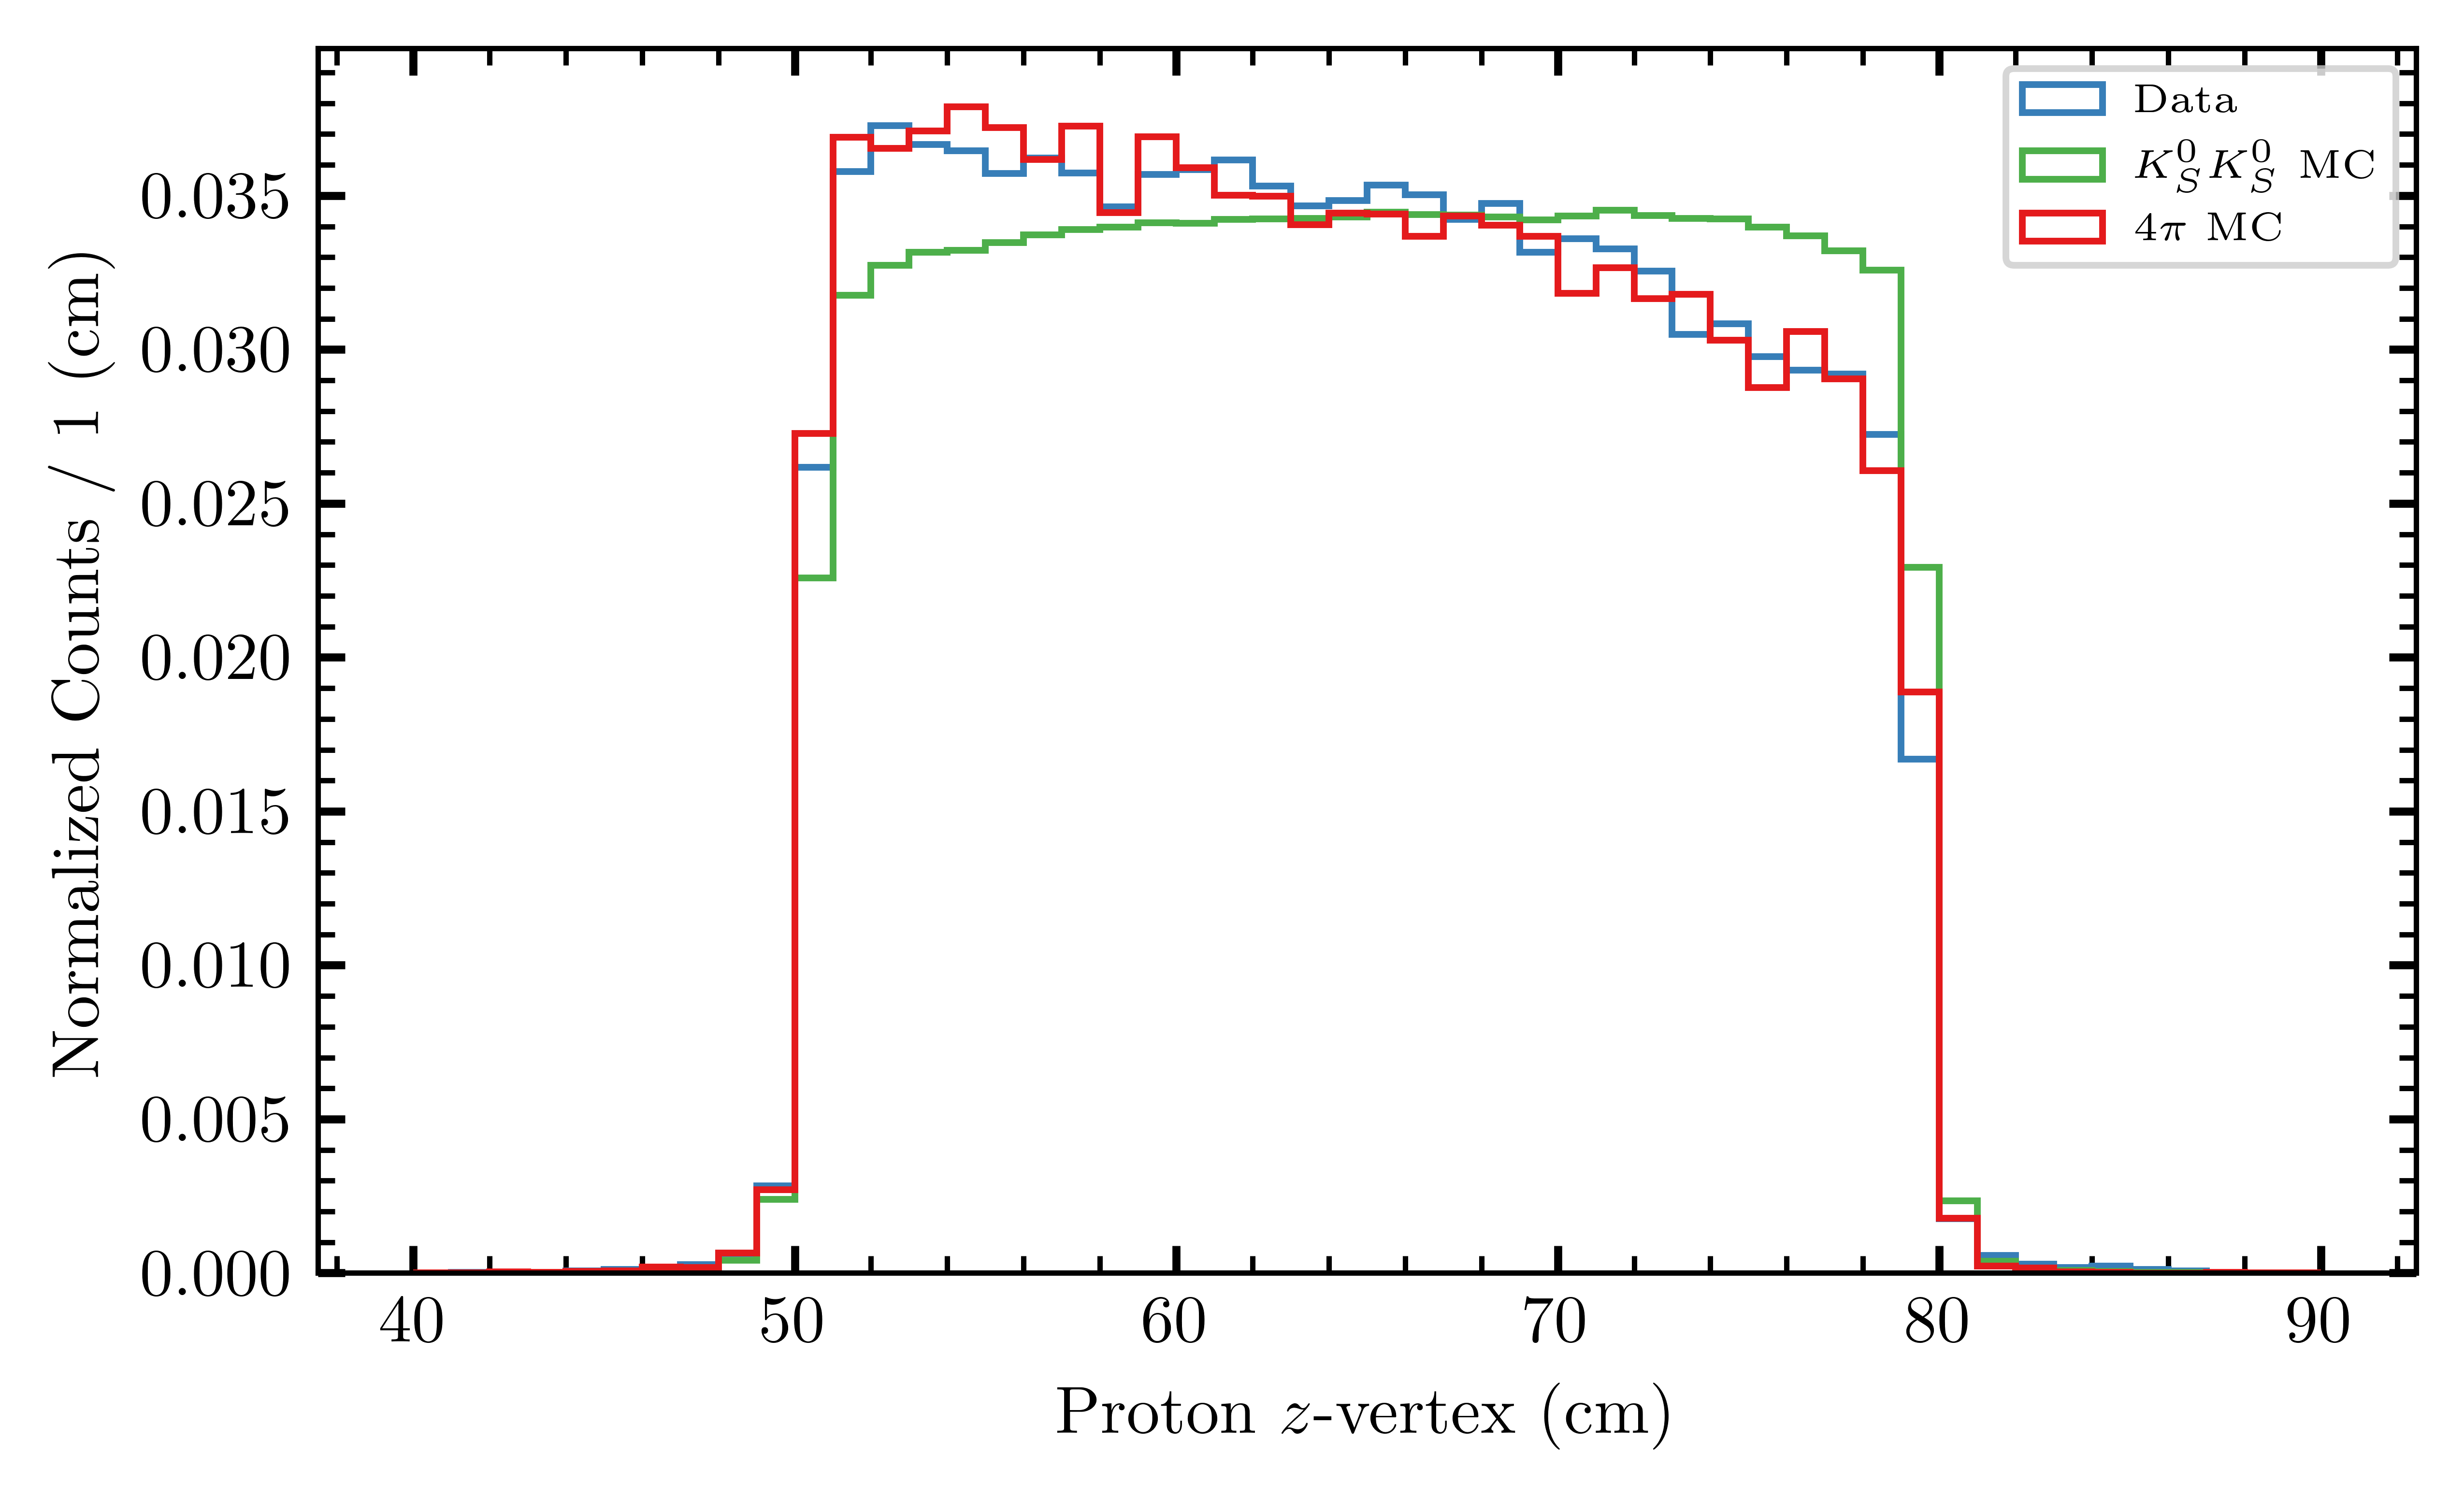 Data
$K_S^0 K_S^0$ MC
4π MC
Normalized Counts / 1 (cm)
0.035
0.030
0.025
0.020
0.015
0.010
0.005
0.000
40 50 60 70 80 90
Proton z-vertex (cm)